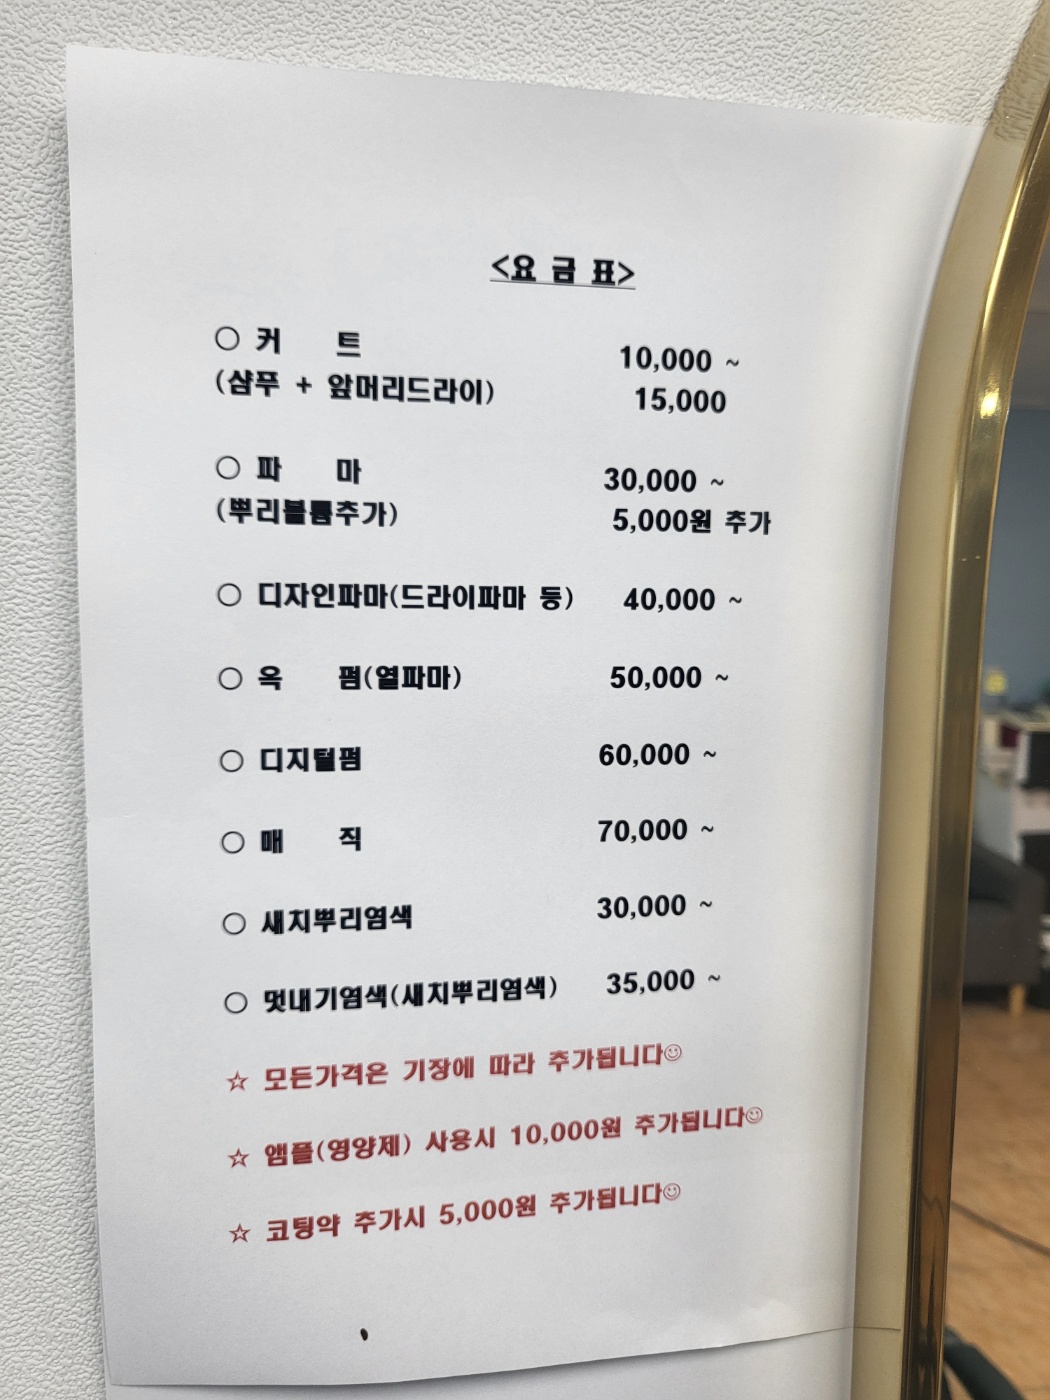 <요 금 표>
○ 커 트 10,000 ~
(샴푸 + 앞머리드라이) 15,000
○ 파 마 30,000 ~
(뿌리볼륨추가) 5,000원 추가
○ 디자인파마(드라이파마 등) 40,000 ~
○ 옥 펌(열파마) 50,000 ~
○ 디지털펌 60,000 ~
○ 매 직 70,000 ~
○ 새치뿌리염색 30,000 ~
○ 멋내기염색(새치뿌리염색) 35,000 ~
☆ 모든가격은 기장에 따라 추가됩니다☺
☆ 앰플(영양제) 사용시 10,000원 추가됩니다☺
☆ 코팅약 추가시 5,000원 추가됩니다☺